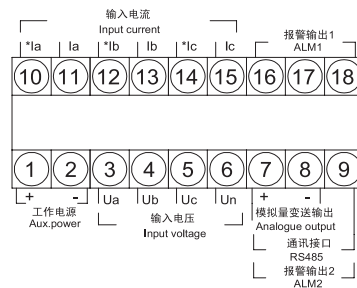 输入电流
Input current
*Ia Ia *Ib Ib *Ic Ic
报警输出1
ALM1
10 11 12 13 14 15 16 17 18
1 2 3 4 5 6 7 8 9
+ - Ua Ub Uc Un + -
工作电源
Aux.power
输入电压
Input voltage
模拟量变送输出
Analogue output
通讯接口
RS485
报警输出2
ALM2